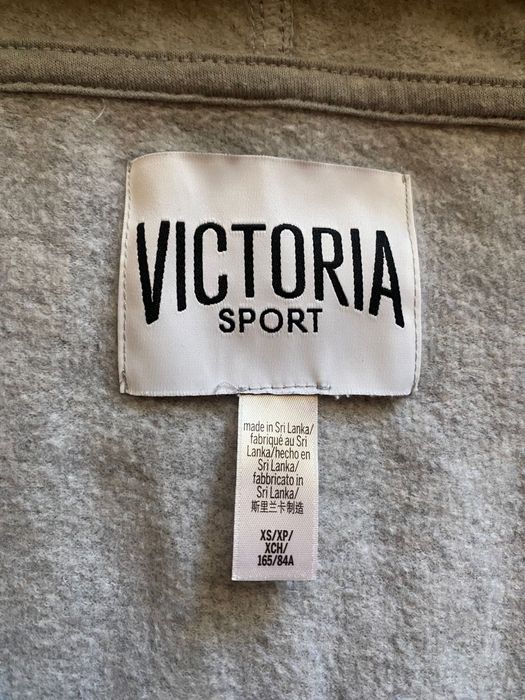 VICTORIA
SPORT
made in Sri Lanka/
fabriqué au Sri
Lanka/hecho en
Sri Lanka/
fabbricato in
Sri Lanka/
斯里兰卡制造
XS/XP/
XCH/
165/84A